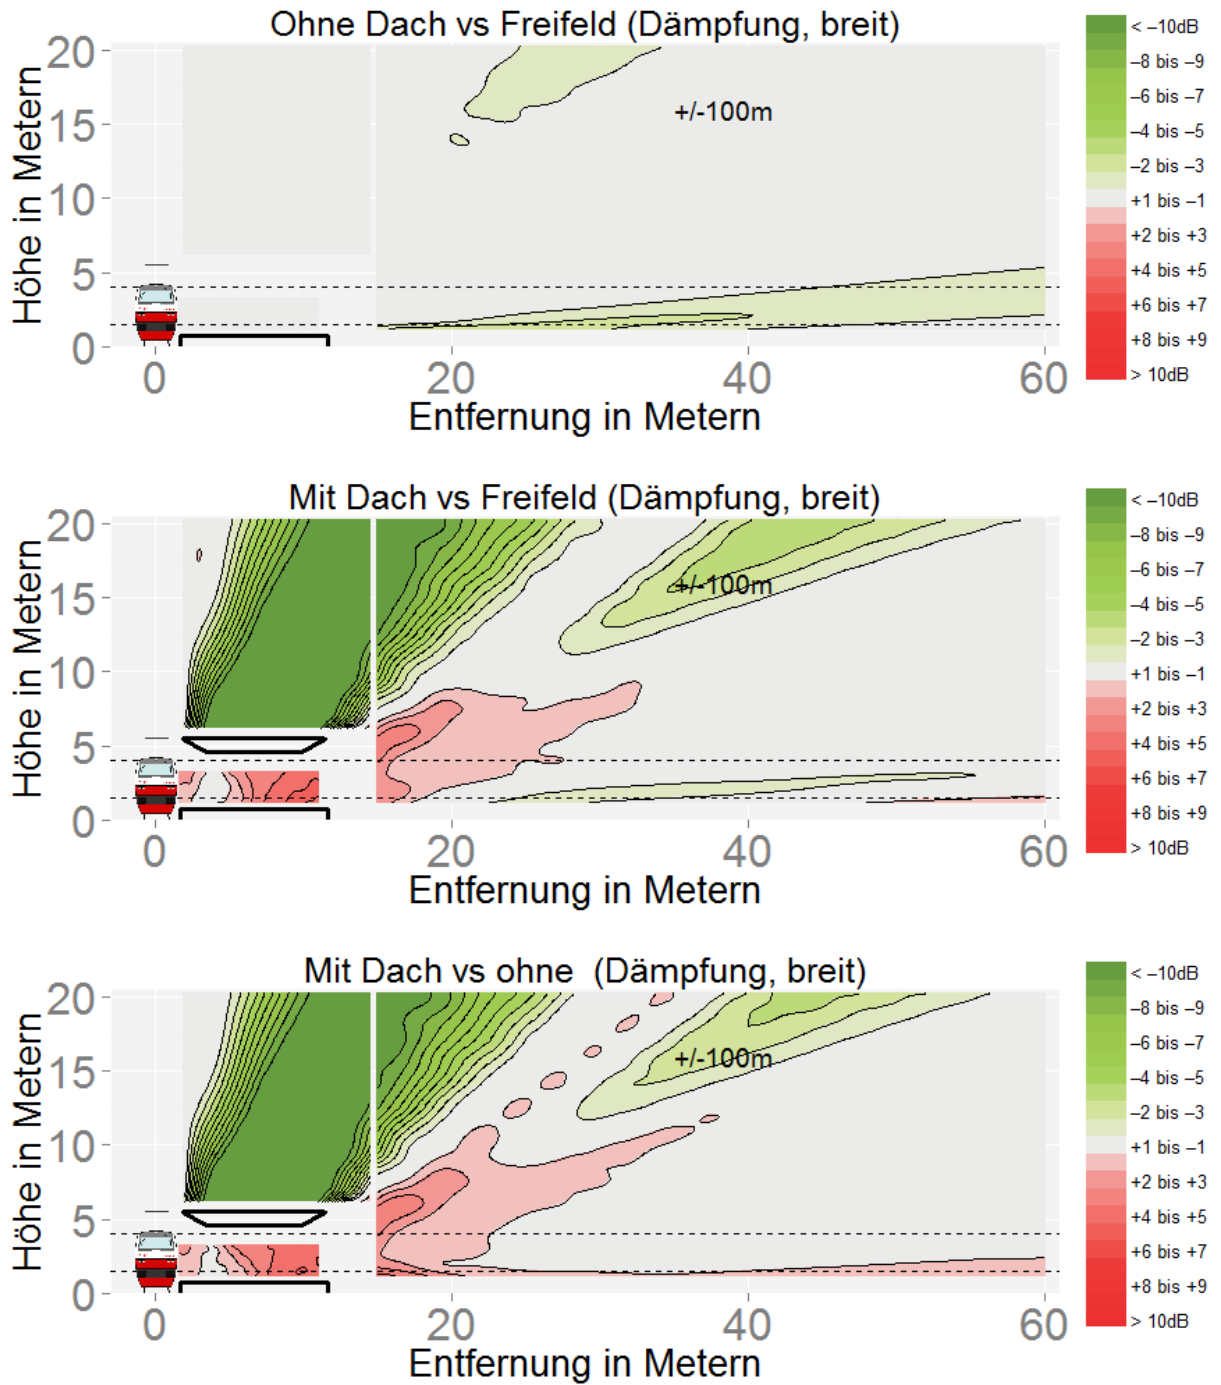 Ohne Dach vs Freifeld (Dämpfung, breit)
Höhe in Metern
20
15
10
5
0
+/-100m
0 20 40 60
Entfernung in Metern
< –10dB
–8 bis –9
–6 bis –7
–4 bis –5
–2 bis –3
+1 bis –1
+2 bis +3
+4 bis +5
+6 bis +7
+8 bis +9
> 10dB
Mit Dach vs Freifeld (Dämpfung, breit)
Höhe in Metern
20
15
10
5
0
+/-100m
0 20 40 60
Entfernung in Metern
< –10dB
–8 bis –9
–6 bis –7
–4 bis –5
–2 bis –3
+1 bis –1
+2 bis +3
+4 bis +5
+6 bis +7
+8 bis +9
> 10dB
Mit Dach vs ohne (Dämpfung, breit)
Höhe in Metern
20
15
10
5
0
+/-100m
0 20 40 60
Entfernung in Metern
< –10dB
–8 bis –9
–6 bis –7
–4 bis –5
–2 bis –3
+1 bis –1
+2 bis +3
+4 bis +5
+6 bis +7
+8 bis +9
> 10dB